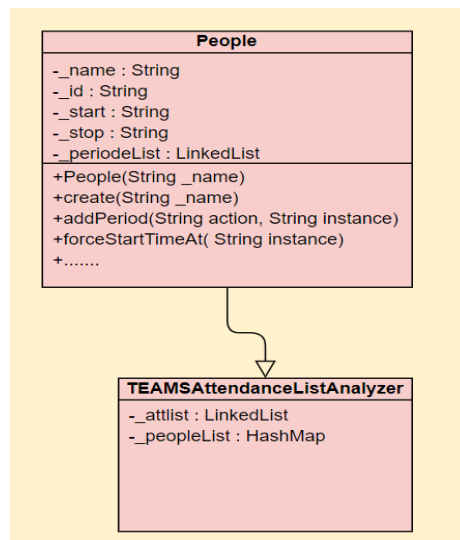 People
-_name : String
-_id : String
-_start : String
-_stop : String
-_periodeList : LinkedList
+People(String _name)
+create(String _name)
+addPeriod(String action, String instance)
+forceStartTimeAt( String instance)
+.......
TEAMSAttendanceListAnalyzer
-_attlist : LinkedList
-_peopleList : HashMap